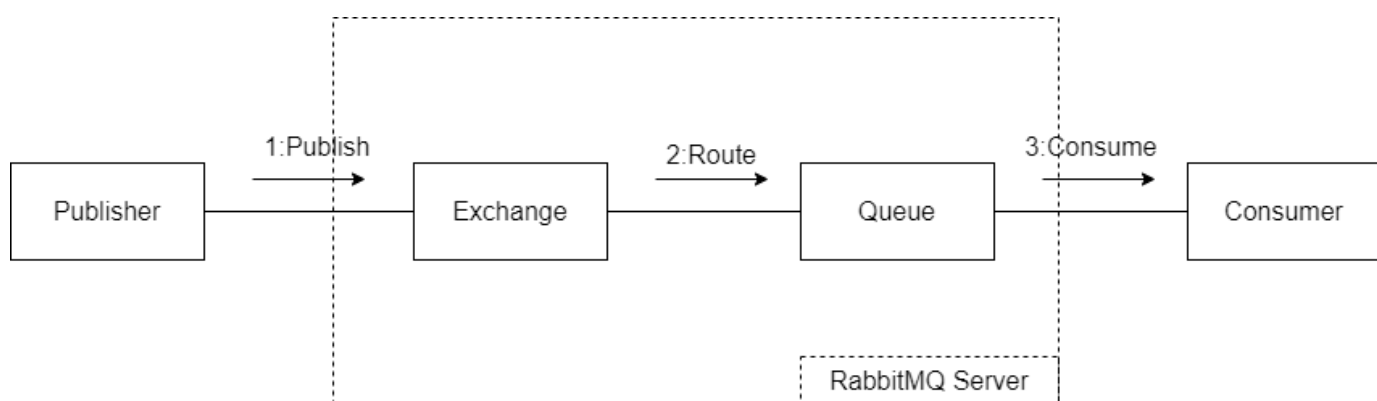 1:Publish
2:Route
3:Consume
Publisher
Exchange
Queue
Consumer
RabbitMQ Server